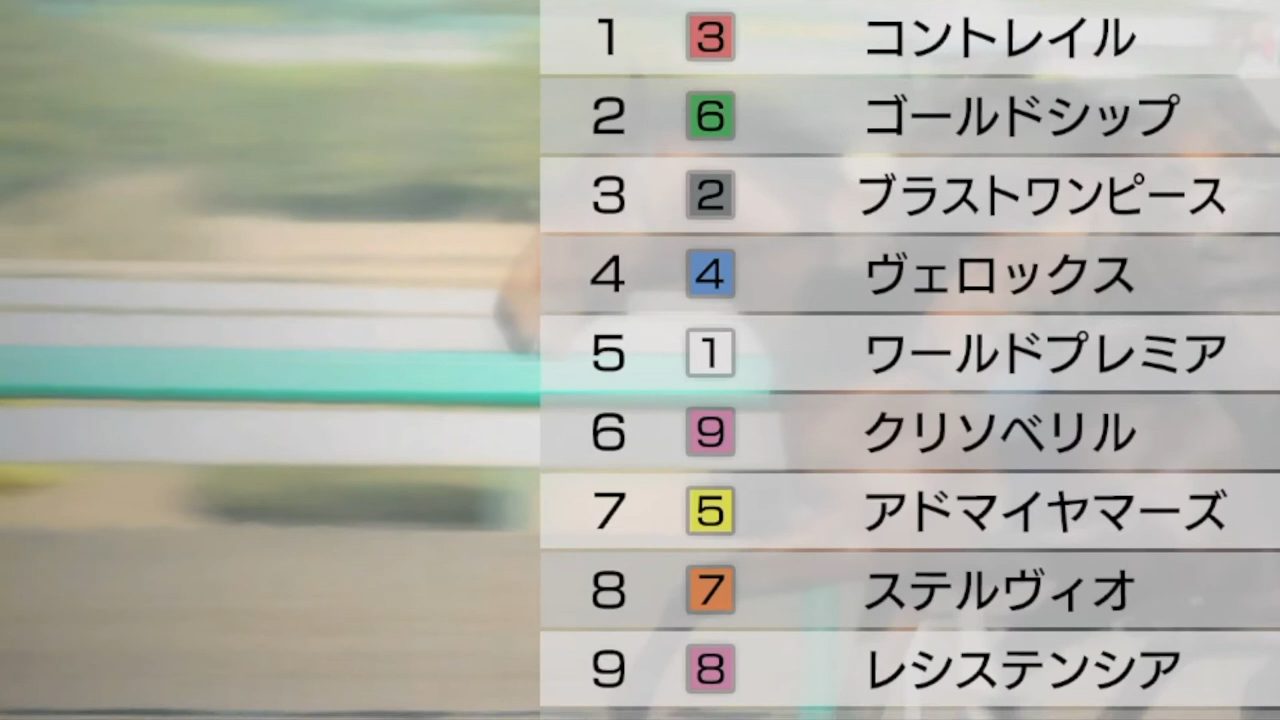 1 3 コントレイル
2 6 ゴールドシップ
3 2 ブラストワンピース
4 4 ヴェロックス
5 1 ワールドプレミア
6 9 クリソベリル
7 5 アドマイヤマーズ
8 7 ステルヴィオ
9 8 レシステンシア